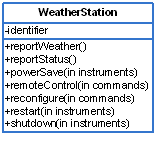 WeatherStation
-identifier
+reportWeather()
+reportStatus()
+powerSave(in instruments)
+remoteControl(in commands)
+reconfigure(in commands)
+restart(in instruments)
+shutdown(in instruments)